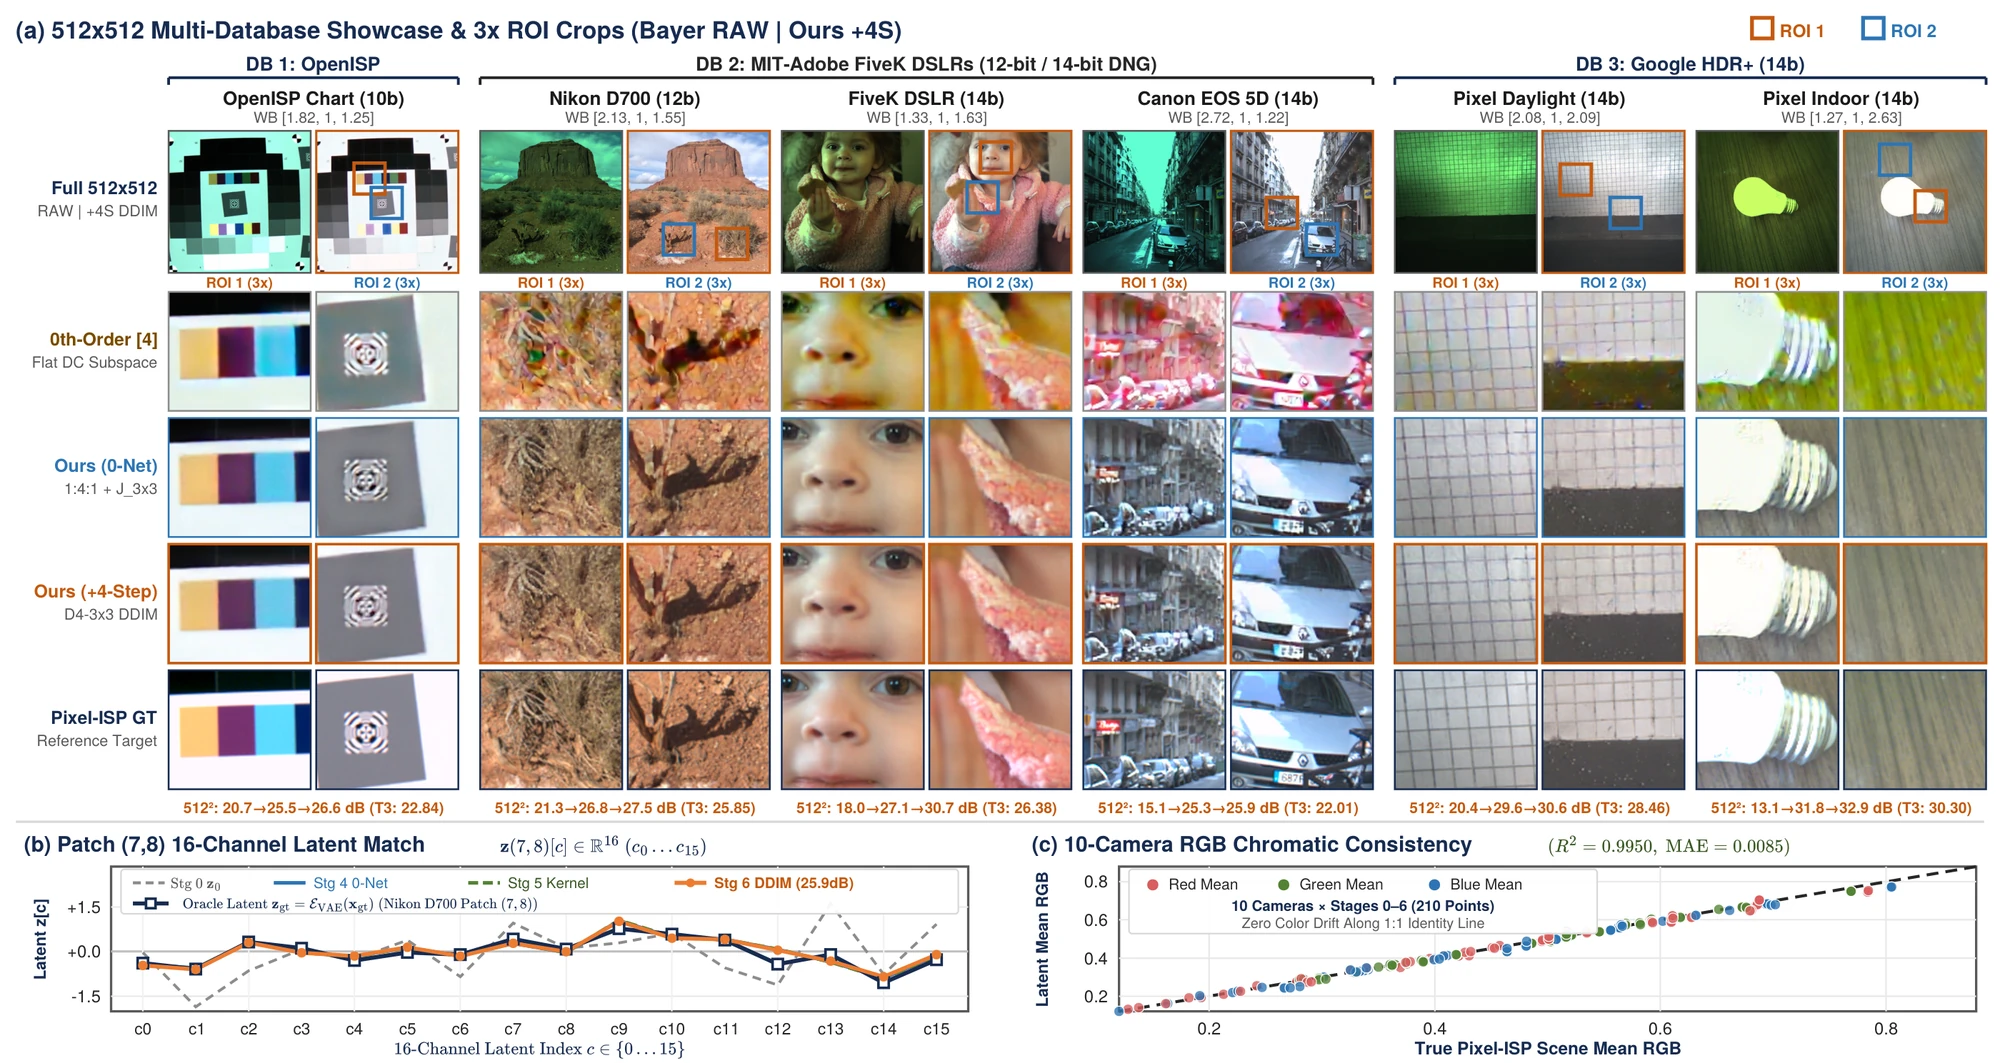 (a) 512x512 Multi-Database Showcase & 3x ROI Crops (Bayer RAW | Ours +4S)
ROI 1
ROI 2
DB 1: OpenISP
DB 2: MIT-Adobe FiveK DSLRs (12-bit / 14-bit DNG)
DB 3: Google HDR+ (14b)
OpenISP Chart (10b)
Nikon D700 (12b)
FiveK DSLR (14b)
Canon EOS 5D (14b)
Pixel Daylight (14b)
Pixel Indoor (14b)
WB [1.82, 1, 1.25]
WB [2.13, 1, 1.55]
WB [1.33, 1, 1.63]
WB [2.72, 1, 1.22]
WB [2.08, 1, 2.09]
WB [1.27, 1, 2.63]
Full 512x512
RAW | +4S DDIM
ROI 1 (3x)
ROI 2 (3x)
ROI 1 (3x)
ROI 2 (3x)
ROI 1 (3x)
ROI 2 (3x)
ROI 1 (3x)
ROI 2 (3x)
ROI 1 (3x)
ROI 2 (3x)
ROI 1 (3x)
ROI 2 (3x)
0th-Order [4]
Flat DC Subspace
Ours (0-Net)
1:4:1 + J_3x3
Ours (+4-Step)
D4-3x3 DDIM
Pixel-ISP GT
Reference Target
512²: 20.7→25.5→26.6 dB (T3: 22.84)
512²: 21.3→26.8→27.5 dB (T3: 25.85)
512²: 18.0→27.1→30.7 dB (T3: 26.38)
512²: 15.1→25.3→25.9 dB (T3: 22.01)
512²: 20.4→29.6→30.6 dB (T3: 28.46)
512²: 13.1→31.8→32.9 dB (T3: 30.30)
(b) Patch (7,8) 16-Channel Latent Match
z(7,8)[c] ∈ ℝ¹⁶ (c₀…c₁₅)
Stg 0 z₀
Stg 4 0-Net
Stg 5 Kernel
Stg 6 DDIM (25.9dB)
Oracle Latent z_gt = ℰ_VAE(x_gt) (Nikon D700 Patch (7,8))
Latent z[c]
+1.5
+0.0
-1.5
c0 c1 c2 c3 c4 c5 c6 c7 c8 c9 c10 c11 c12 c13 c14 c15
16-Channel Latent Index c ∈ {0…15}
(c) 10-Camera RGB Chromatic Consistency
(R² = 0.9950, MAE = 0.0085)
Red Mean
Green Mean
Blue Mean
10 Cameras × Stages 0–6 (210 Points)
Zero Color Drift Along 1:1 Identity Line
Latent Mean RGB
0.8
0.6
0.4
0.2
0.2 0.4 0.6 0.8
True Pixel-ISP Scene Mean RGB